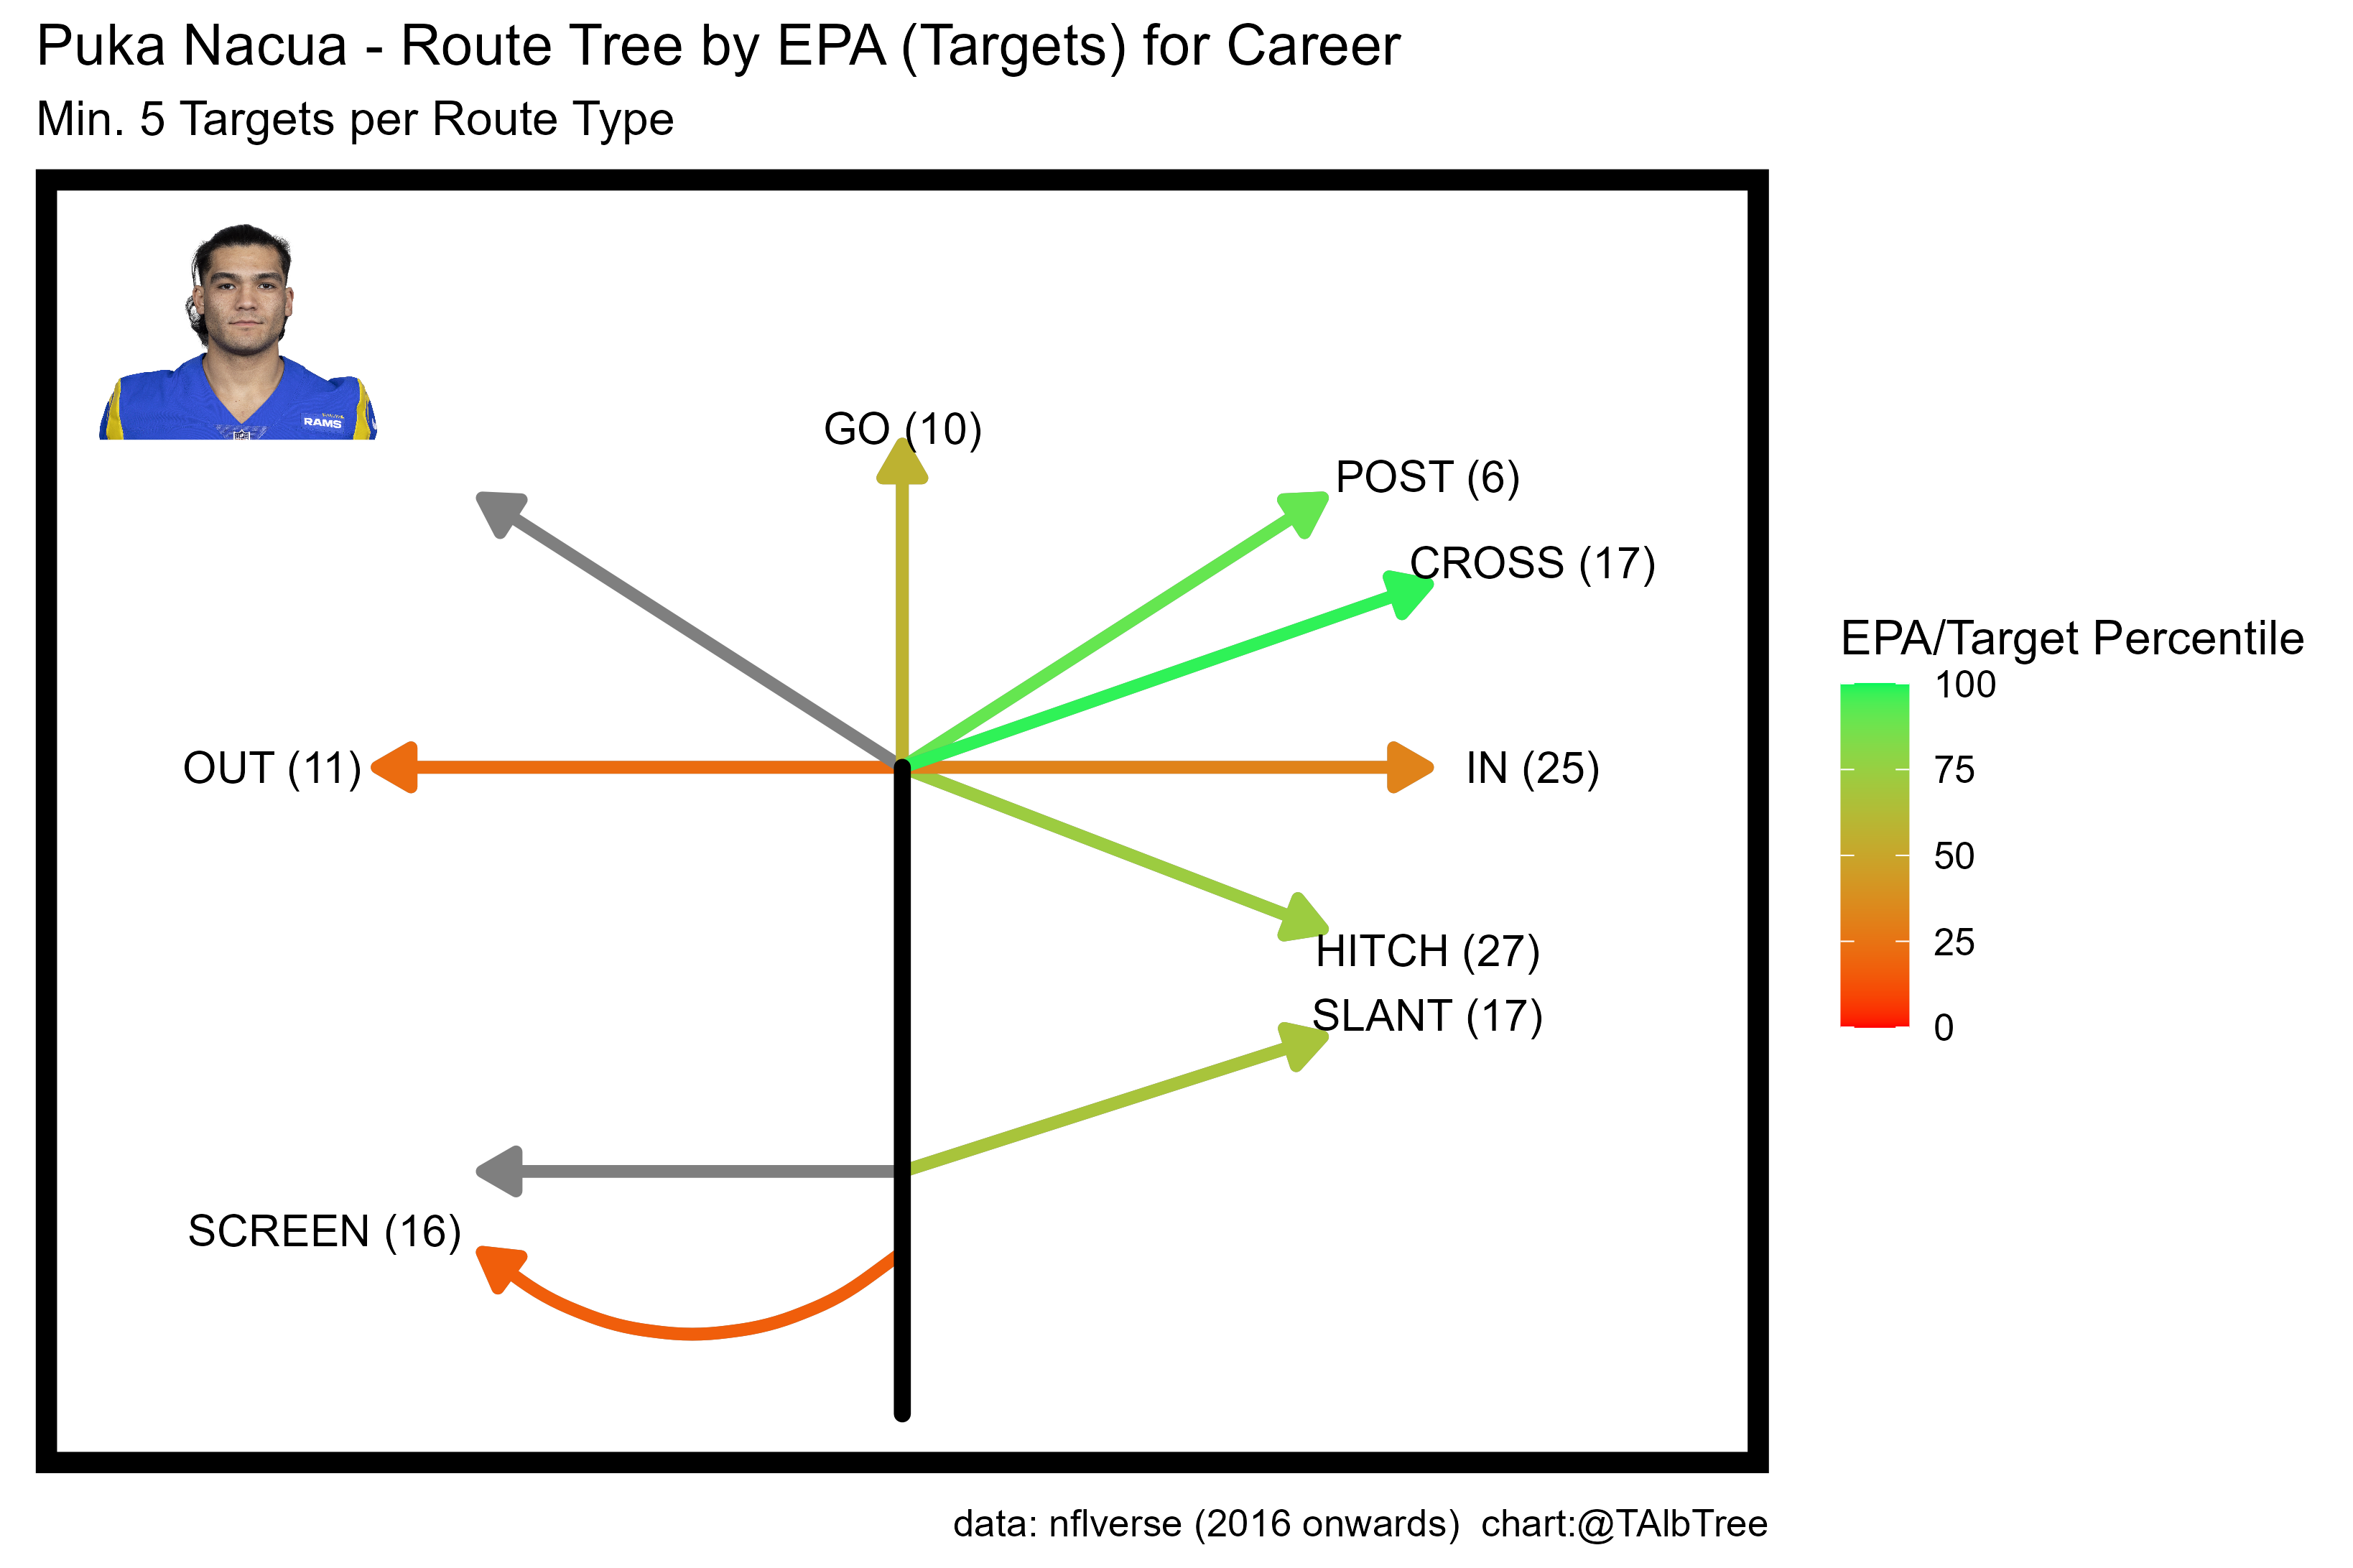 Puka Nacua - Route Tree by EPA (Targets) for Career
Min. 5 Targets per Route Type
RAMS
GO (10)
POST (6)
CROSS (17)
OUT (11)
IN (25)
HITCH (27)
SLANT (17)
SCREEN (16)
EPA/Target Percentile
100
75
50
25
0
data: nflverse (2016 onwards)  chart:@TAlbTree